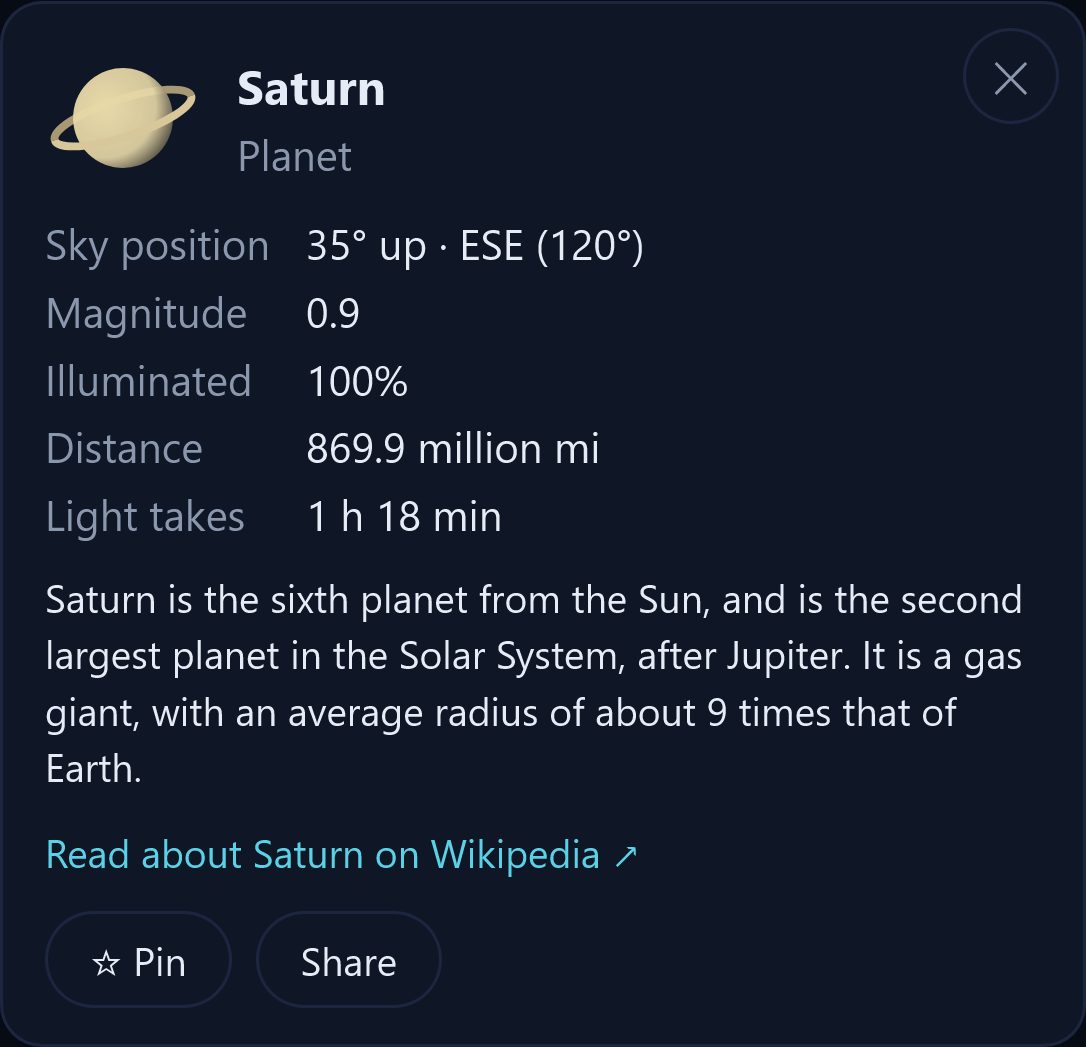 Saturn
Planet
Sky position 35° up · ESE (120°)
Magnitude 0.9
Illuminated 100%
Distance 869.9 million mi
Light takes 1 h 18 min
Saturn is the sixth planet from the Sun, and is the second
largest planet in the Solar System, after Jupiter. It is a gas
giant, with an average radius of about 9 times that of
Earth.
Read about Saturn on Wikipedia ↗
☆ Pin Share